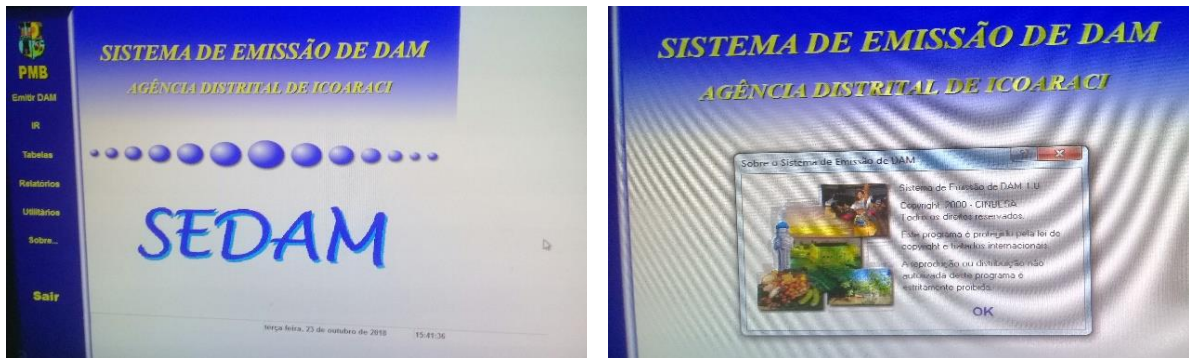 PMB
Emitir DAM
IR
Tabelas
Relatórios
Utilitários
Sobre...
Sair
SISTEMA DE EMISSÃO DE DAM
AGÊNCIA DISTRITAL DE ICOARACI
SEDAM
terça-feira, 23 de outubro de 2018 15:41:36
SISTEMA DE EMISSÃO DE DAM
AGÊNCIA DISTRITAL DE ICOARACI
Sobre o Sistema de Emissão de DAM
Sistema de Emissão de DAM 1.0
Copyright 2000 - CINBESA
Todos os direitos reservados.
Este programa é protegido pela lei de
copyright e tratados internacionais.
A reprodução ou distribuição não
autorizada deste programa é
estritamente proibida.
OK